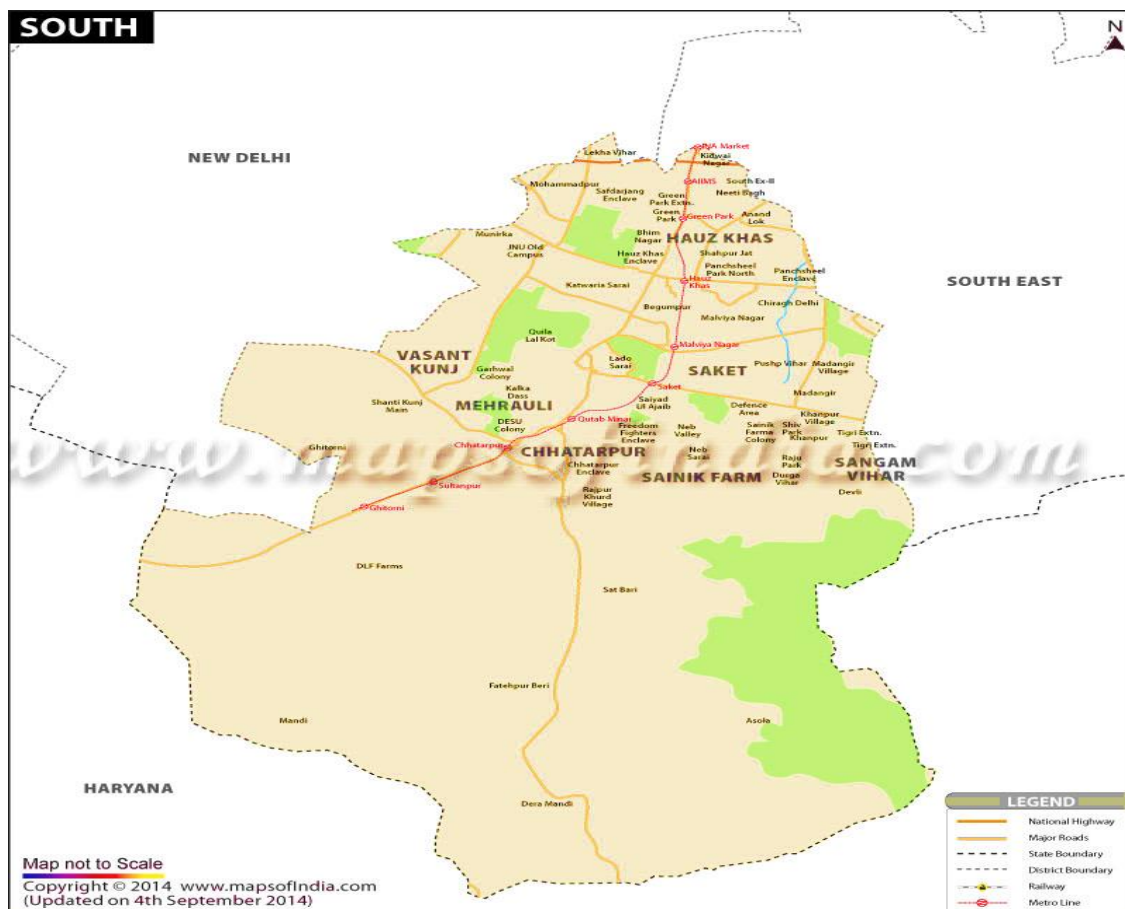 SOUTH
N
NEW DELHI
SOUTH EAST
HARYANA
Lekha Vihar
INA Market
Kidwai
Nagar
AIIMS
South Ex-II
Mohammadpur
Safdarjang
Enclave
Green
Park Extn.
Neeti Bagh
Green
Park
Green Park
Anand
Lok
Munirka
Bhim
Nagar
HAUZ KHAS
JNU Old
Campus
Hauz Khas
Enclave
Shahpur Jat
Panchsheel
Park North
Panchsheel
Enclave
Katwaria Sarai
Hauz
Khas
Begumpur
Chiragh Delhi
Malviya Nagar
Quila
Lal Kot
Malviya Nagar
VASANT
KUNJ
Garhwal
Colony
Lado
Sarai
SAKET
Pushp Vihar
Madangir
Village
Kalka
Dass
Saket
Madangir
Shanti Kunj
Main
MEHRAULI
Saiyad
Ul Ajaib
Defence
Area
Khanpur
Village
DESU
Colony
Qutab Minar
Freedom
Fighters
Enclave
Neb
Valley
Sainik
Farma
Colony
Shiv
Park
Khanpur
Tigri Extn.
Tigri Extn.
Ghitorni
Chhatarpur
CHHATARPUR
Neb
Sarai
www.mapsofindia.com
Chhatarpur
Enclave
SAINIK FARM
Raju
Park
Durga
Vihar
SANGAM
VIHAR
Sultanpur
Rajpur
Khurd
Village
Devli
Ghitorni
DLF Farms
Sat Bari
Fatehpur Beri
Mandi
Asola
Dera Mandi
Map not to Scale
Copyright © 2014 www.mapsofIndia.com
(Updated on 4th September 2014)
LEGEND
National Highway
Major Roads
State Boundary
District Boundary
Railway
Metro Line